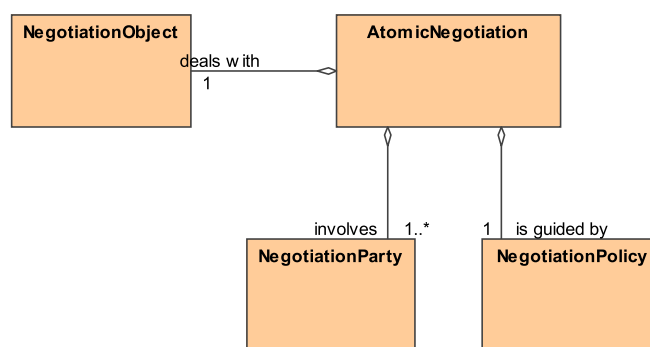 NegotiationObject
AtomicNegotiation
deals with
1
involves
1..*
1
is guided by
NegotiationParty
NegotiationPolicy